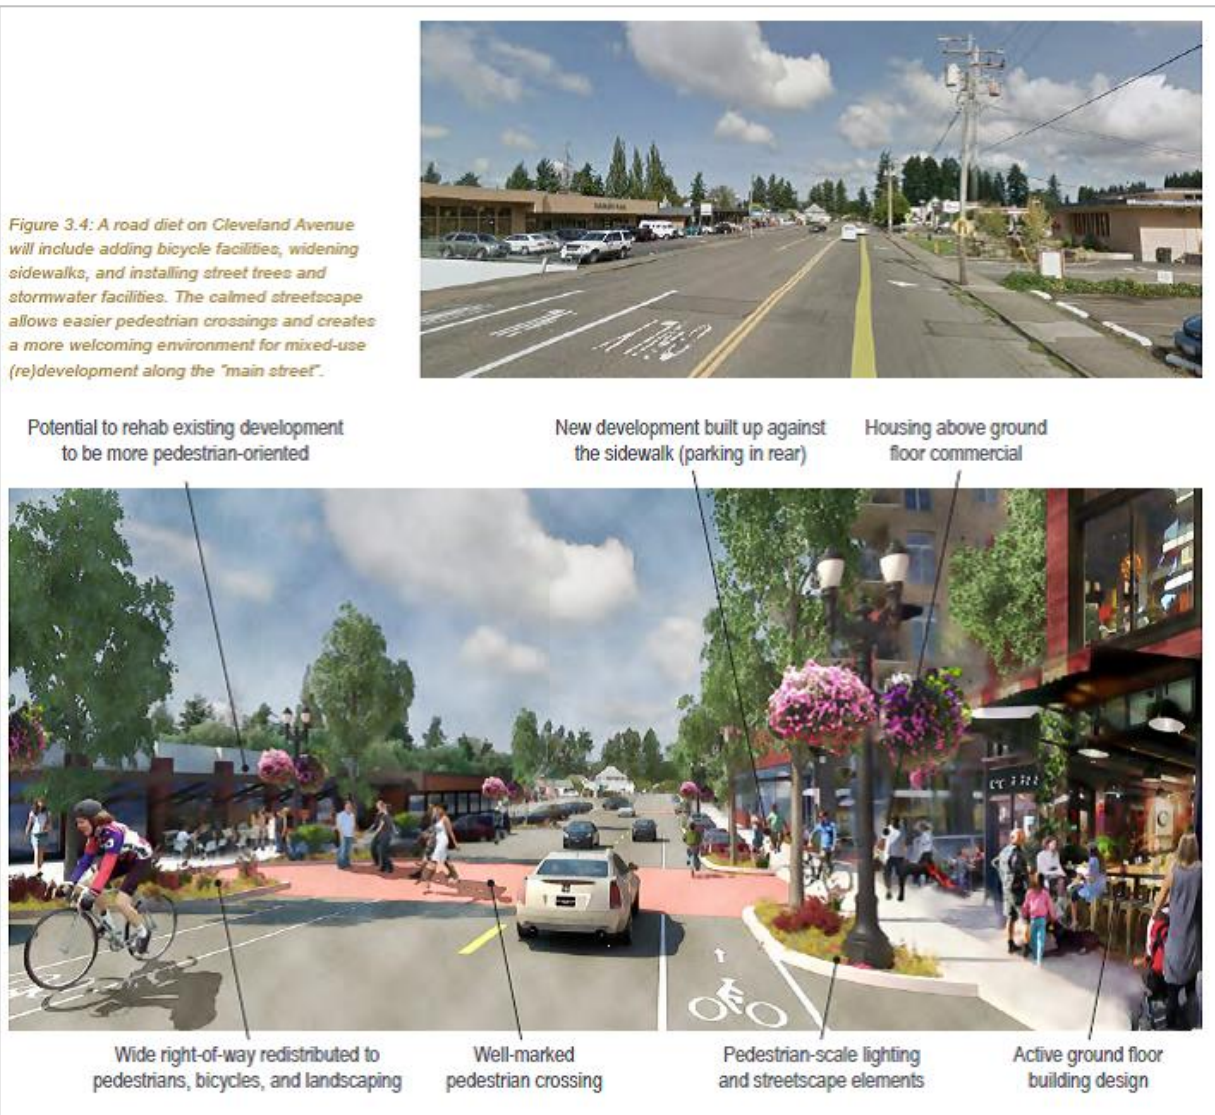 Figure 3.4: A road diet on Cleveland Avenue
will include adding bicycle facilities, widening
sidewalks, and installing street trees and
stormwater facilities. The calmed streetscape
allows easier pedestrian crossings and creates
a more welcoming environment for mixed-use
(re)development along the "main street".
Potential to rehab existing development
to be more pedestrian-oriented
New development built up against
the sidewalk (parking in rear)
Housing above ground
floor commercial
Wide right-of-way redistributed to
pedestrians, bicycles, and landscaping
Well-marked
pedestrian crossing
Pedestrian-scale lighting
and streetscape elements
Active ground floor
building design